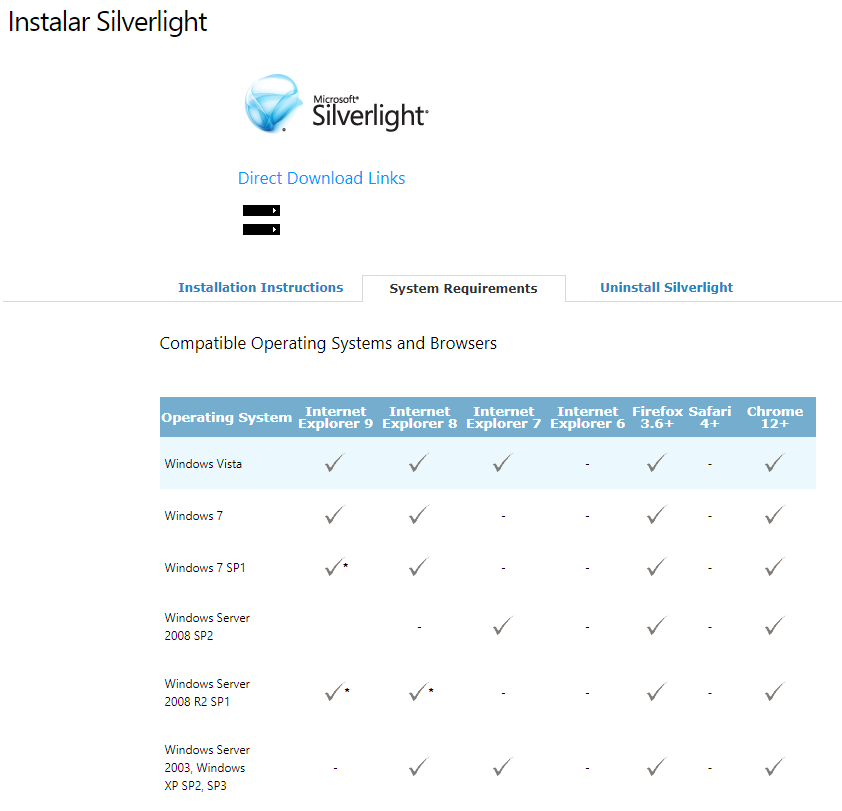 Instalar Silverlight
Microsoft®
Silverlight®
Direct Download Links
Installation Instructions System Requirements Uninstall Silverlight
Compatible Operating Systems and Browsers
Operating System Internet Explorer 9 Internet Explorer 8 Internet Explorer 7 Internet Explorer 6 Firefox 3.6+ Safari 4+ Chrome 12+
Windows Vista ✓ ✓ ✓ - ✓ - ✓
Windows 7 ✓ ✓ - - ✓ - ✓
Windows 7 SP1 ✓* ✓ - - ✓ - ✓
Windows Server
2008 SP2 - ✓ - ✓ - ✓
Windows Server
2008 R2 SP1 ✓* ✓* - - ✓ - ✓
Windows Server
2003, Windows - ✓ ✓ - ✓ - ✓
XP SP2, SP3